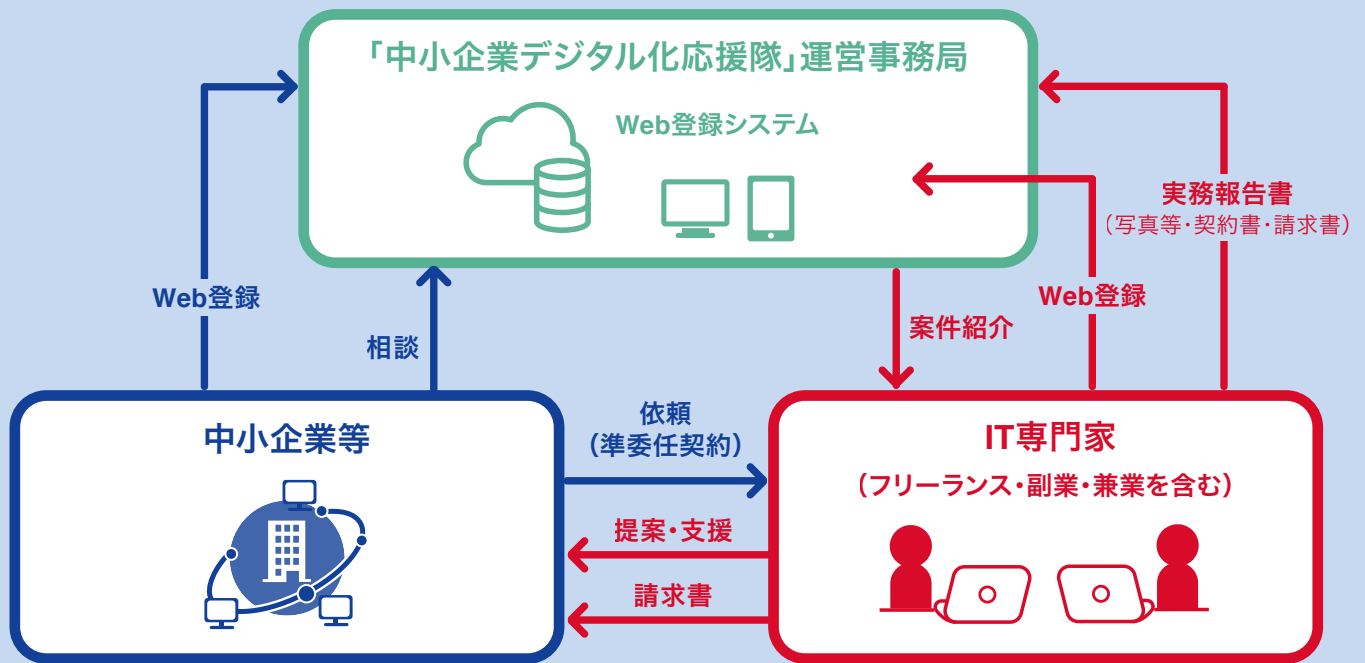 「中小企業デジタル化応援隊」運営事務局
Web登録システム
実務報告書
（写真等・契約書・請求書）
Web登録
Web登録
相談
案件紹介
中小企業等
依頼
（準委任契約）
提案・支援
請求書
IT専門家
（フリーランス・副業・兼業を含む）